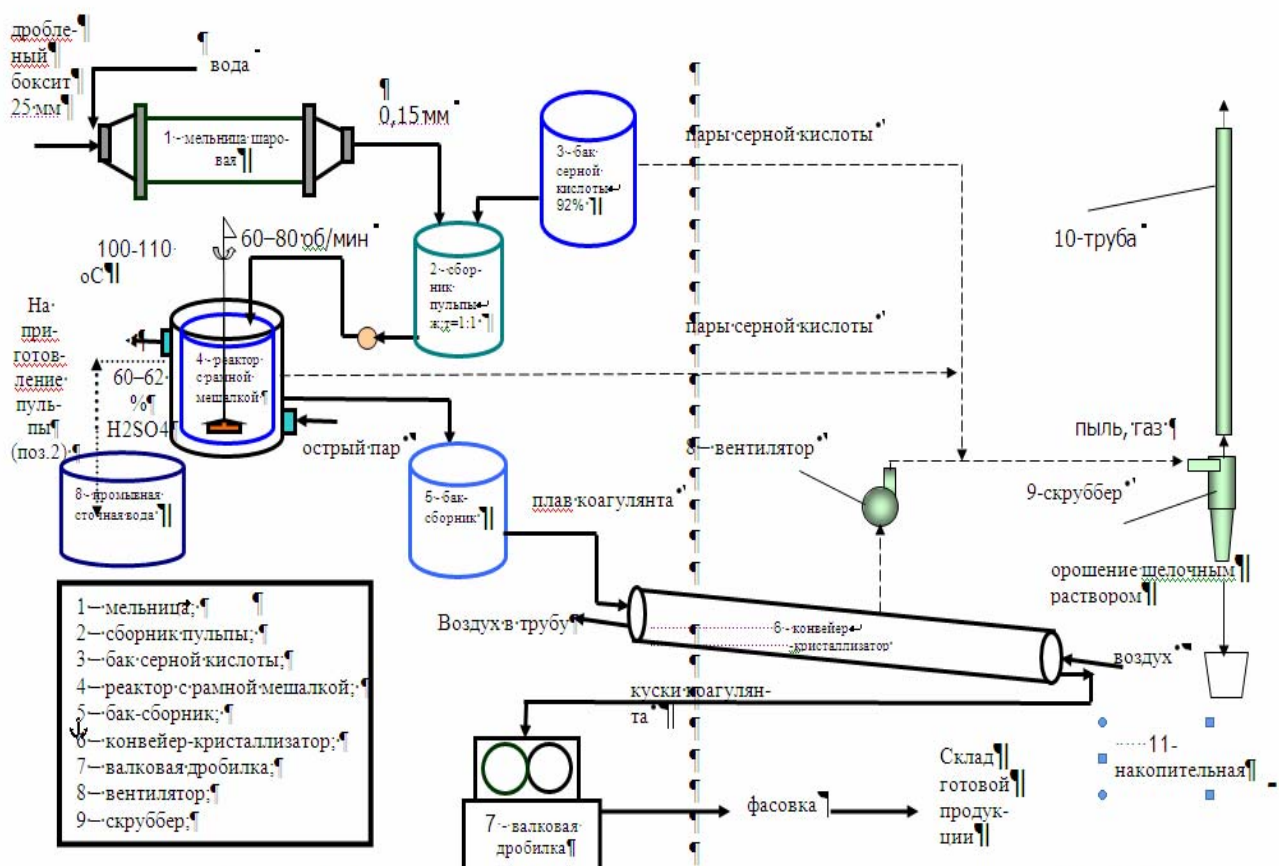 дробле-
ный
боксит
25 мм
вода
0,15 мм
1 - мельница шаро-
вая
3 - бак
серной
кислоты
92%
пары серной кислоты
10-труба
100-110
оС
60–80 об/мин
2 - сбор-
ник
пульпы
ж;т=1:1
На
при-
готов-
ление
пуль-
пы
(поз.2)
60–62
%
H2SO4
4 - реактор
с рамной
мешалкой
пары серной кислоты
острый пар
8 – вентилятор
пыль, газ
9-скруббер
8 - промывная
сточная вода
5 - бак-
сборник
плав коагулянта
орошение щелочным
раствором
Воздух в трубу
6 - конвейер
-кристаллизатор
воздух
1 – мельница;
2 – сборник пульпы;
3 – бак серной кислоты;
4 – реактор с рамной мешалкой;
5 – бак-сборник;
6 – конвейер-кристаллизатор;
7 – валковая дробилка;
8 – вентилятор;
9 – скруббер;
куски коагулян-
та
7 - валковая
дробилка
фасовка
Склад
готовой
продук-
ции
11-
накопительная